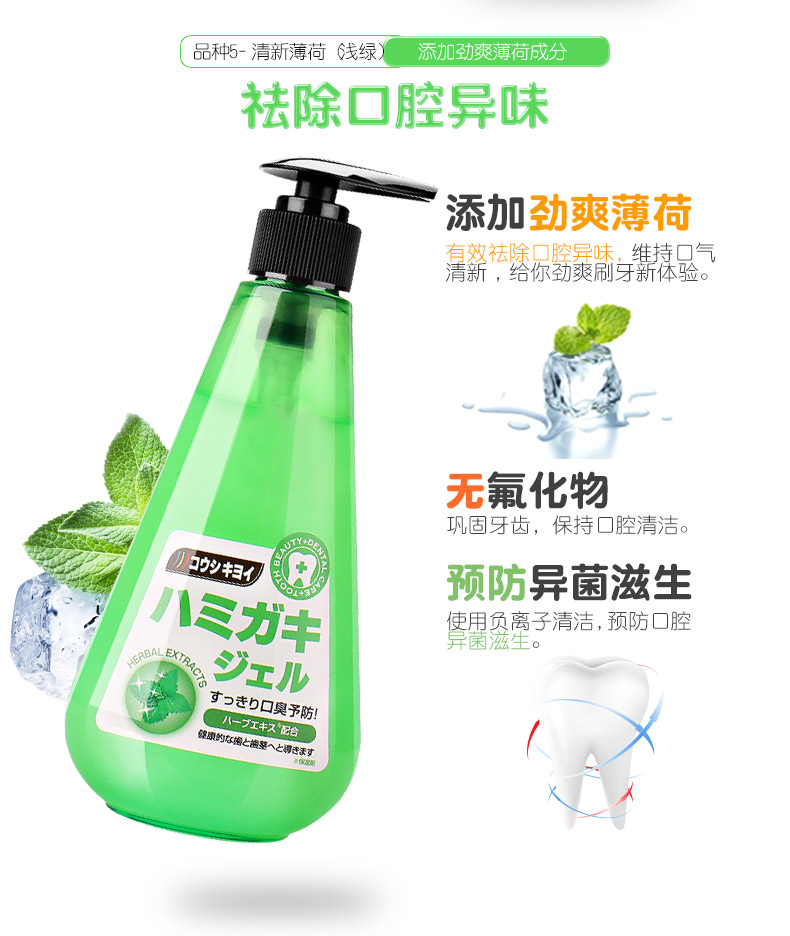 品种5- 清新薄荷（浅绿） 添加劲爽薄荷成分
祛除口腔异味
添加劲爽薄荷
有效祛除口腔异味，维持口气
清新，给你劲爽刷牙新体验。
无氟化物
巩固牙齿，保持口腔清洁。
预防异菌滋生
使用负离子清洁,预防口腔
异菌滋生。
コウシキヨイ
BEAUTY+DENTAL CARE+TOOTH
ハミガキ
ジェル
HERBAL EXTRACTS
すっきり口臭予防!
ハーブエキス*配合
健康的な歯と歯茎へと導きます
※保湿剤